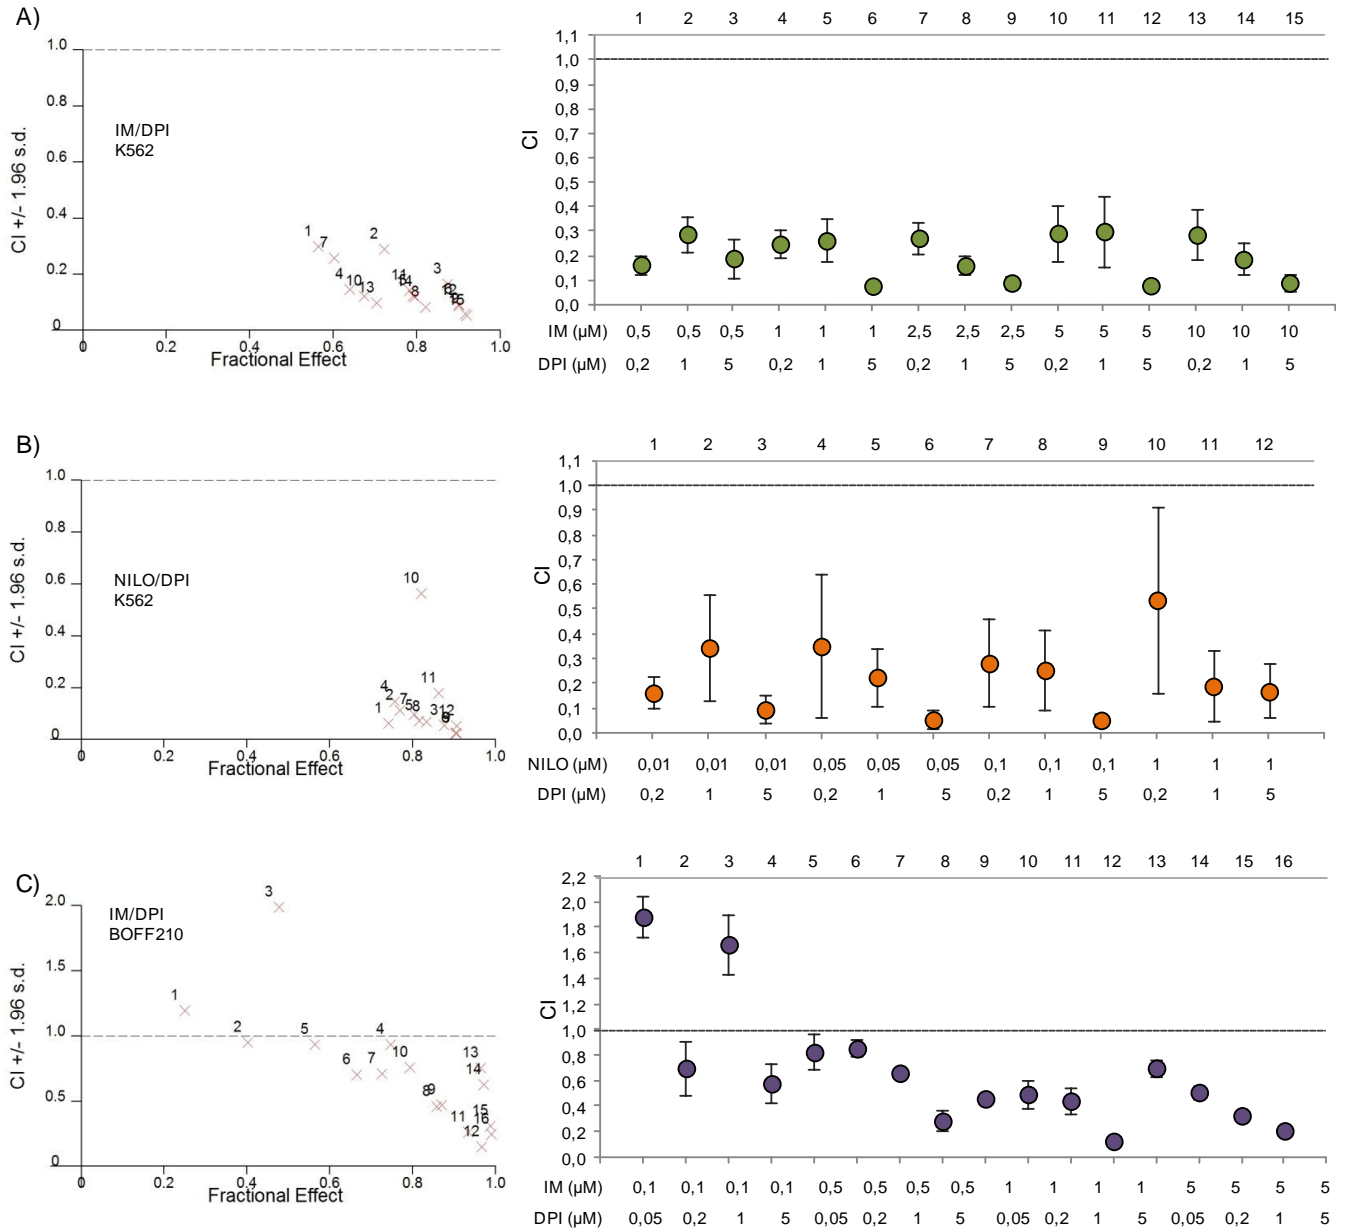 A)
1 2 3 4 5 6 7 8 9 10 11 12 13 14 15
CI +/- 1.96 s.d.
1.0
0.8
0.6
0.4
0.2
0
IM/DPI
K562
1 7 2 4 10 13 11 5 14 8 3 6 12 9 15
0 0.2 0.4 0.6 0.8 1.0
Fractional Effect
CI
1,1
1,0
0,9
0,8
0,7
0,6
0,5
0,4
0,3
0,2
0,1
0,0
IM (µM) 0,5 0,5 0,5 1 1 1 2,5 2,5 2,5 5 5 5 10 10 10
DPI (µM) 0,2 1 5 0,2 1 5 0,2 1 5 0,2 1 5 0,2 1 5
B)
1 2 3 4 5 6 7 8 9 10 11 12
CI +/- 1.96 s.d.
1.0
0.8
0.6
0.4
0.2
0
NILO/DPI
K562
10
11
4 2 7 1 58 312
0 0.2 0.4 0.6 0.8 1.0
Fractional Effect
CI
1,1
1,0
0,9
0,8
0,7
0,6
0,5
0,4
0,3
0,2
0,1
0,0
NILO (µM) 0,01 0,01 0,01 0,05 0,05 0,05 0,1 0,1 0,1 1 1 1
DPI (µM) 0,2 1 5 0,2 1 5 0,2 1 5 0,2 1 5
C)
1 2 3 4 5 6 7 8 9 10 11 12 13 14 15 16
CI +/- 1.96 s.d.
2.0
1.5
1.0
0.5
0
IM/DPI
BOFF210
3
1
2 5 4
6 7 10 13
14
8 9
11 15
16
12
0 0.2 0.4 0.6 0.8 1.0
Fractional Effect
CI
2,2
2,0
1,8
1,6
1,4
1,2
1,0
0,8
0,6
0,4
0,2
0,0
IM (µM) 0,1 0,1 0,1 0,1 0,5 0,5 0,5 0,5 1 1 1 1 5 5 5 5
DPI (µM) 0,05 0,2 1 5 0,05 0,2 1 5 0,05 0,2 1 5 0,05 0,2 1 5 5